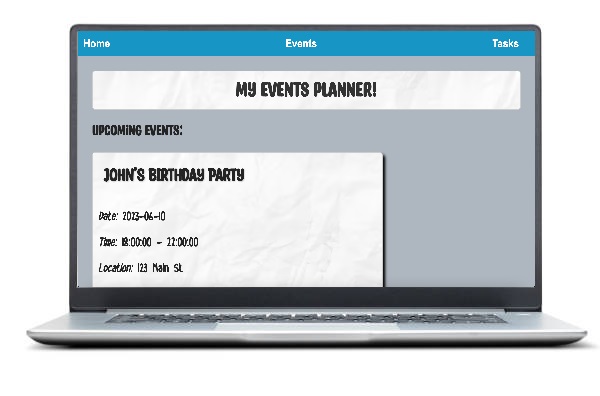 Home Events Tasks
MY EVENTS PLANNER!
UPCOMING EVENTS:
JOHN'S BIRTHDAY PARTY
Date: 2023-06-10
Time: 18:00:00 - 22:00:00
Location: 123 Main St.